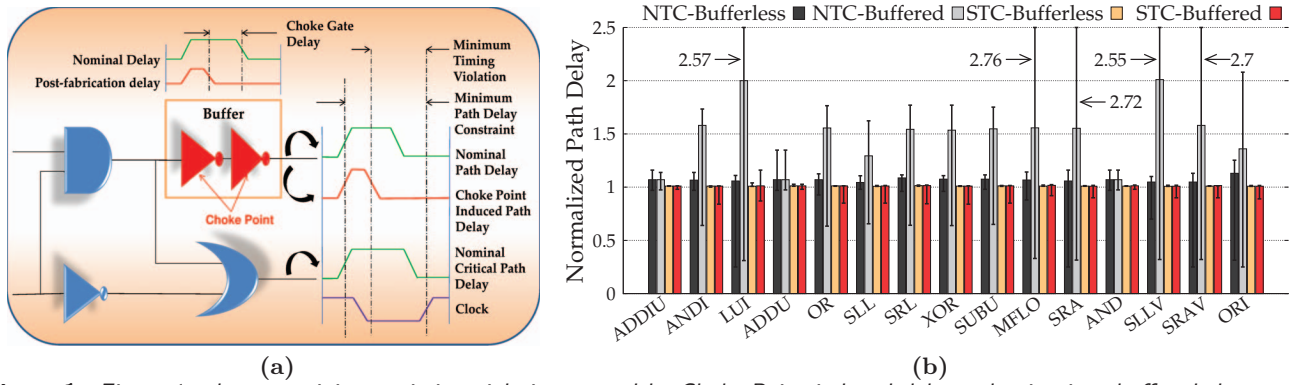 Choke Gate
Delay
Nominal Delay
Post-fabrication delay
Minimum
Timing
Violation
Minimum
Path Delay
Constraint
Buffer
Nominal
Path Delay
Choke Point
Choke Point
Induced Path
Delay
Nominal
Critical Path
Delay
Clock
(a)
NTC-Bufferless NTC-Buffered STC-Bufferless STC-Buffered
Normalized Path Delay
2.5
2
1.5
1
0.5
0
2.57
2.76
2.72
2.55
2.7
ADDIU ANDI LUI ADDU OR SLL SRL XOR SUBU MFLO SRA AND SLLV SRAV ORI
(b)